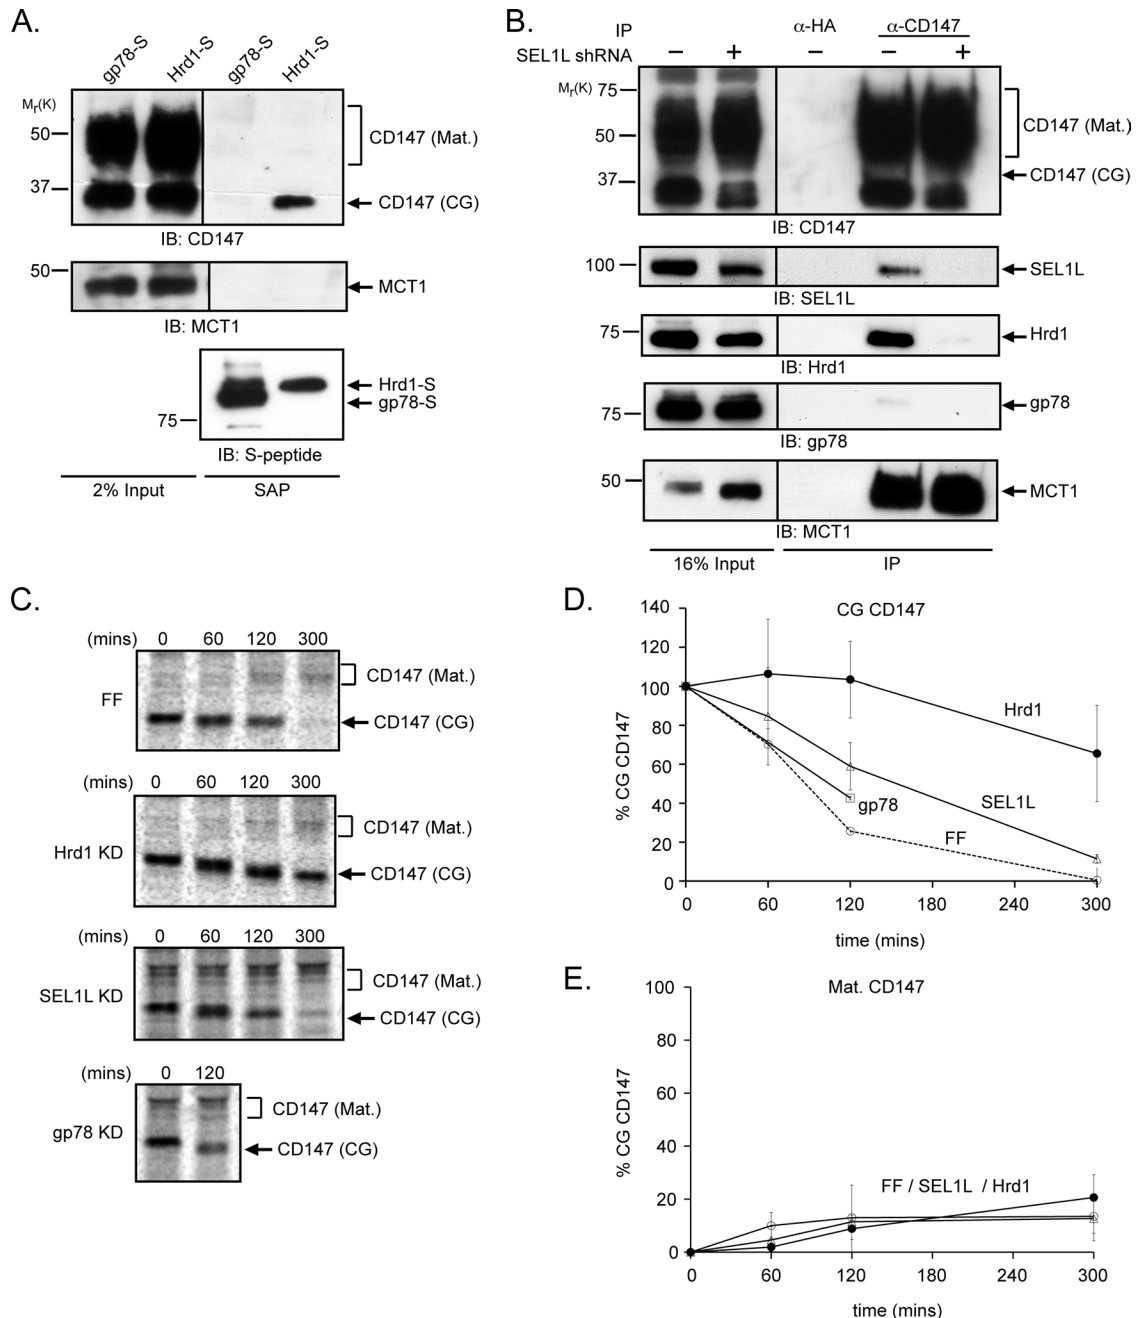 A.
gp78-S Hrd1-S gp78-S Hrd1-S
Mr(K)
50
CD147 (Mat.)
37
CD147 (CG)
IB: CD147
50
MCT1
IB: MCT1
Hrd1-S
gp78-S
75
IB: S-peptide
2% Input SAP
B.
IP α-HA α-CD147
SEL1L shRNA − + − − +
Mr(K) 75
CD147 (Mat.)
50
CD147 (CG)
37
IB: CD147
100 SEL1L
IB: SEL1L
75 Hrd1
IB: Hrd1
gp78
75
IB: gp78
50 MCT1
IB: MCT1
16% Input IP
C.
(mins) 0 60 120 300
CD147 (Mat.)
FF
CD147 (CG)
(mins) 0 60 120 300
CD147 (Mat.)
Hrd1 KD
CD147 (CG)
(mins) 0 60 120 300
CD147 (Mat.)
SEL1L KD
CD147 (CG)
(mins) 0 120
CD147 (Mat.)
gp78 KD
CD147 (CG)
D.
CG CD147
140
120
100
80
60
40
20
0
% CG CD147
Hrd1
SEL1L
gp78
FF
0 60 120 180 240 300
time (mins)
E.
Mat. CD147
100
80
60
40
20
0
% CG CD147
FF / SEL1L / Hrd1
0 60 120 180 240 300
time (mins)